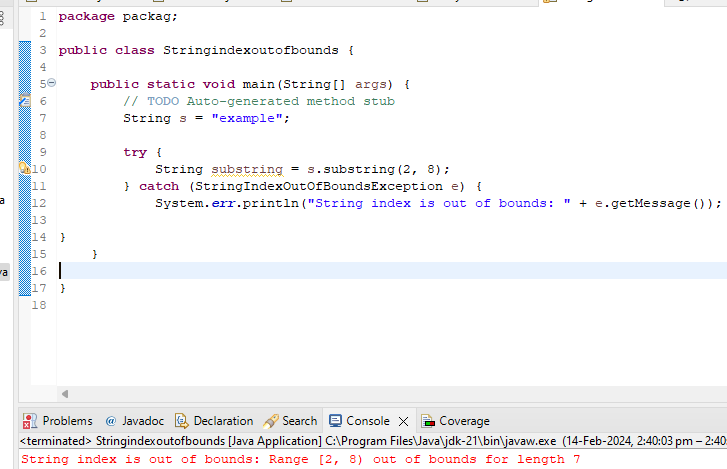 1 package packag;
2
3 public class Stringindexoutofbounds {
4
5     public static void main(String[] args) {
6         // TODO Auto-generated method stub
7         String s = "example";
8
9         try {
10             String substring = s.substring(2, 8);
11         } catch (StringIndexOutOfBoundsException e) {
12             System.err.println("String index is out of bounds: " + e.getMessage());
13
14 }
15     }
16
17 }
18
Problems @ Javadoc Declaration Search Console Coverage
<terminated> Stringindexoutofbounds [Java Application] C:\Program Files\Java\jdk-21\bin\javaw.exe (14-Feb-2024, 2:40:03 pm – 2:40
String index is out of bounds: Range [2, 8) out of bounds for length 7